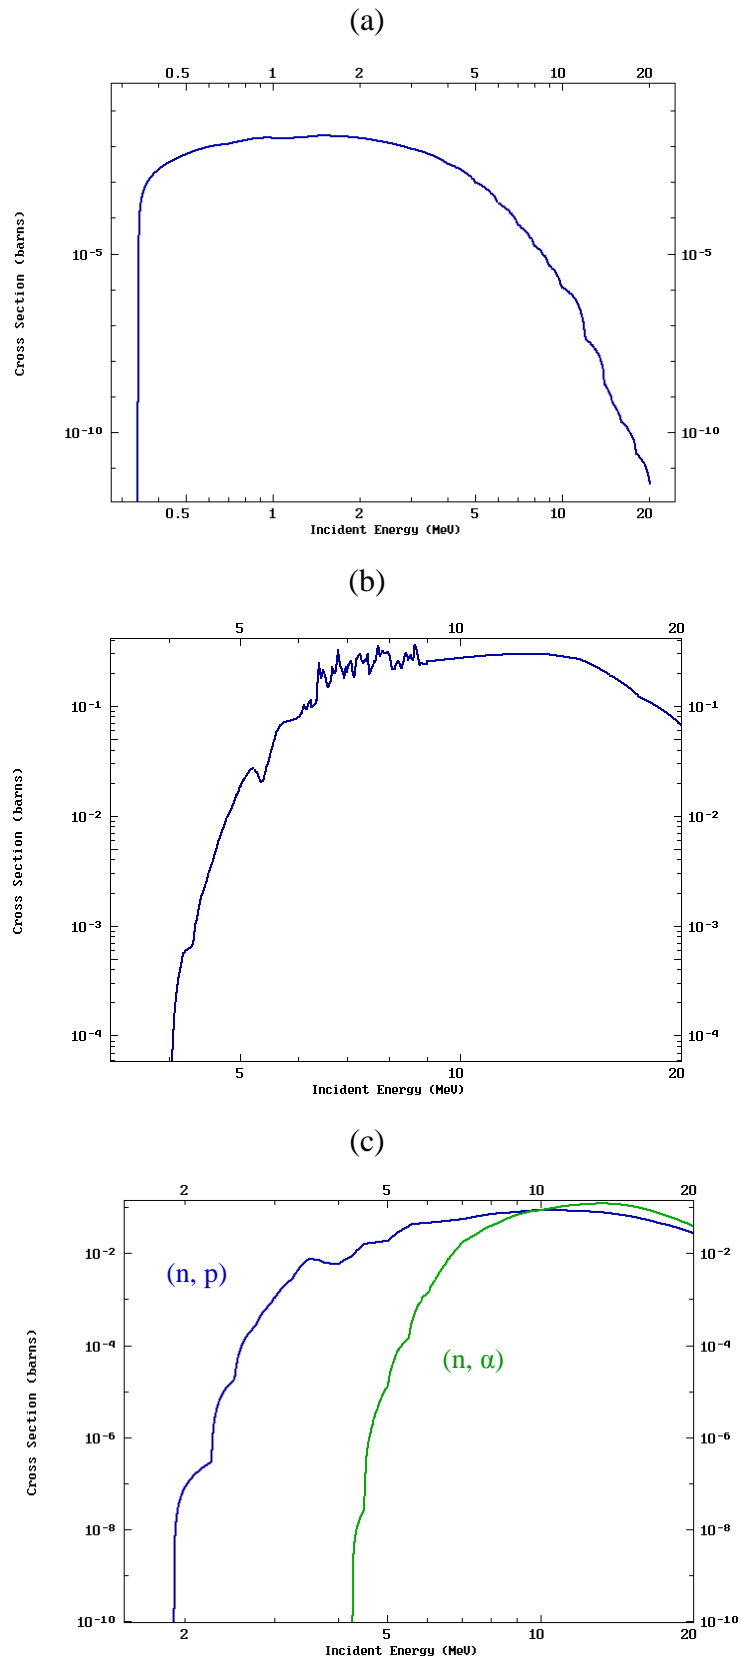 (a)
0.5 1 2 5 10 20
Cross Section (barns)
10⁻⁵ 10⁻⁵
10⁻¹⁰ 10⁻¹⁰
0.5 1 2 5 10 20
Incident Energy (MeV)
(b)
5 10 20
Cross Section (barns)
10⁻¹ 10⁻¹
10⁻² 10⁻²
10⁻³ 10⁻³
10⁻⁴ 10⁻⁴
5 10 20
Incident Energy (MeV)
(c)
2 5 10 20
Cross Section (barns)
10⁻² 10⁻²
(n, p)
10⁻⁴ 10⁻⁴
(n, α)
10⁻⁶ 10⁻⁶
10⁻⁸ 10⁻⁸
10⁻¹⁰ 10⁻¹⁰
2 5 10 20
Incident Energy (MeV)